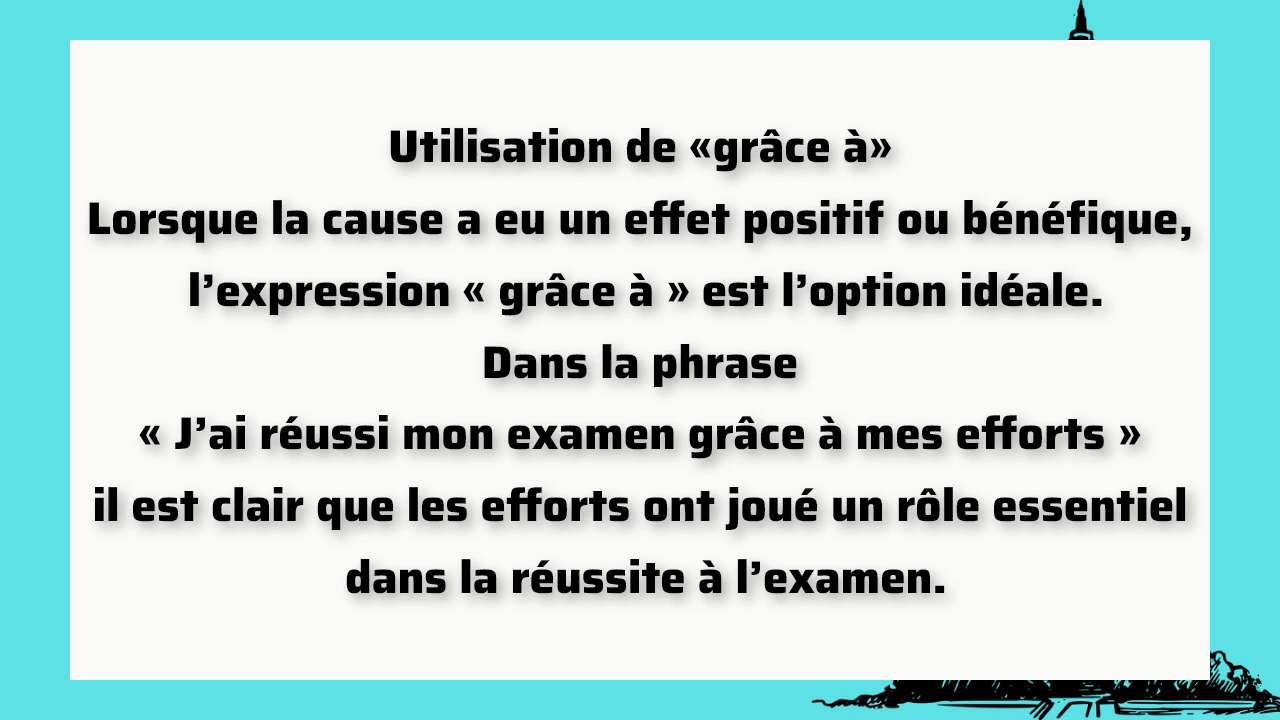 Utilisation de «grâce à»
Lorsque la cause a eu un effet positif ou bénéfique,
l’expression « grâce à » est l’option idéale.
Dans la phrase
« J’ai réussi mon examen grâce à mes efforts »
il est clair que les efforts ont joué un rôle essentiel
dans la réussite à l’examen.